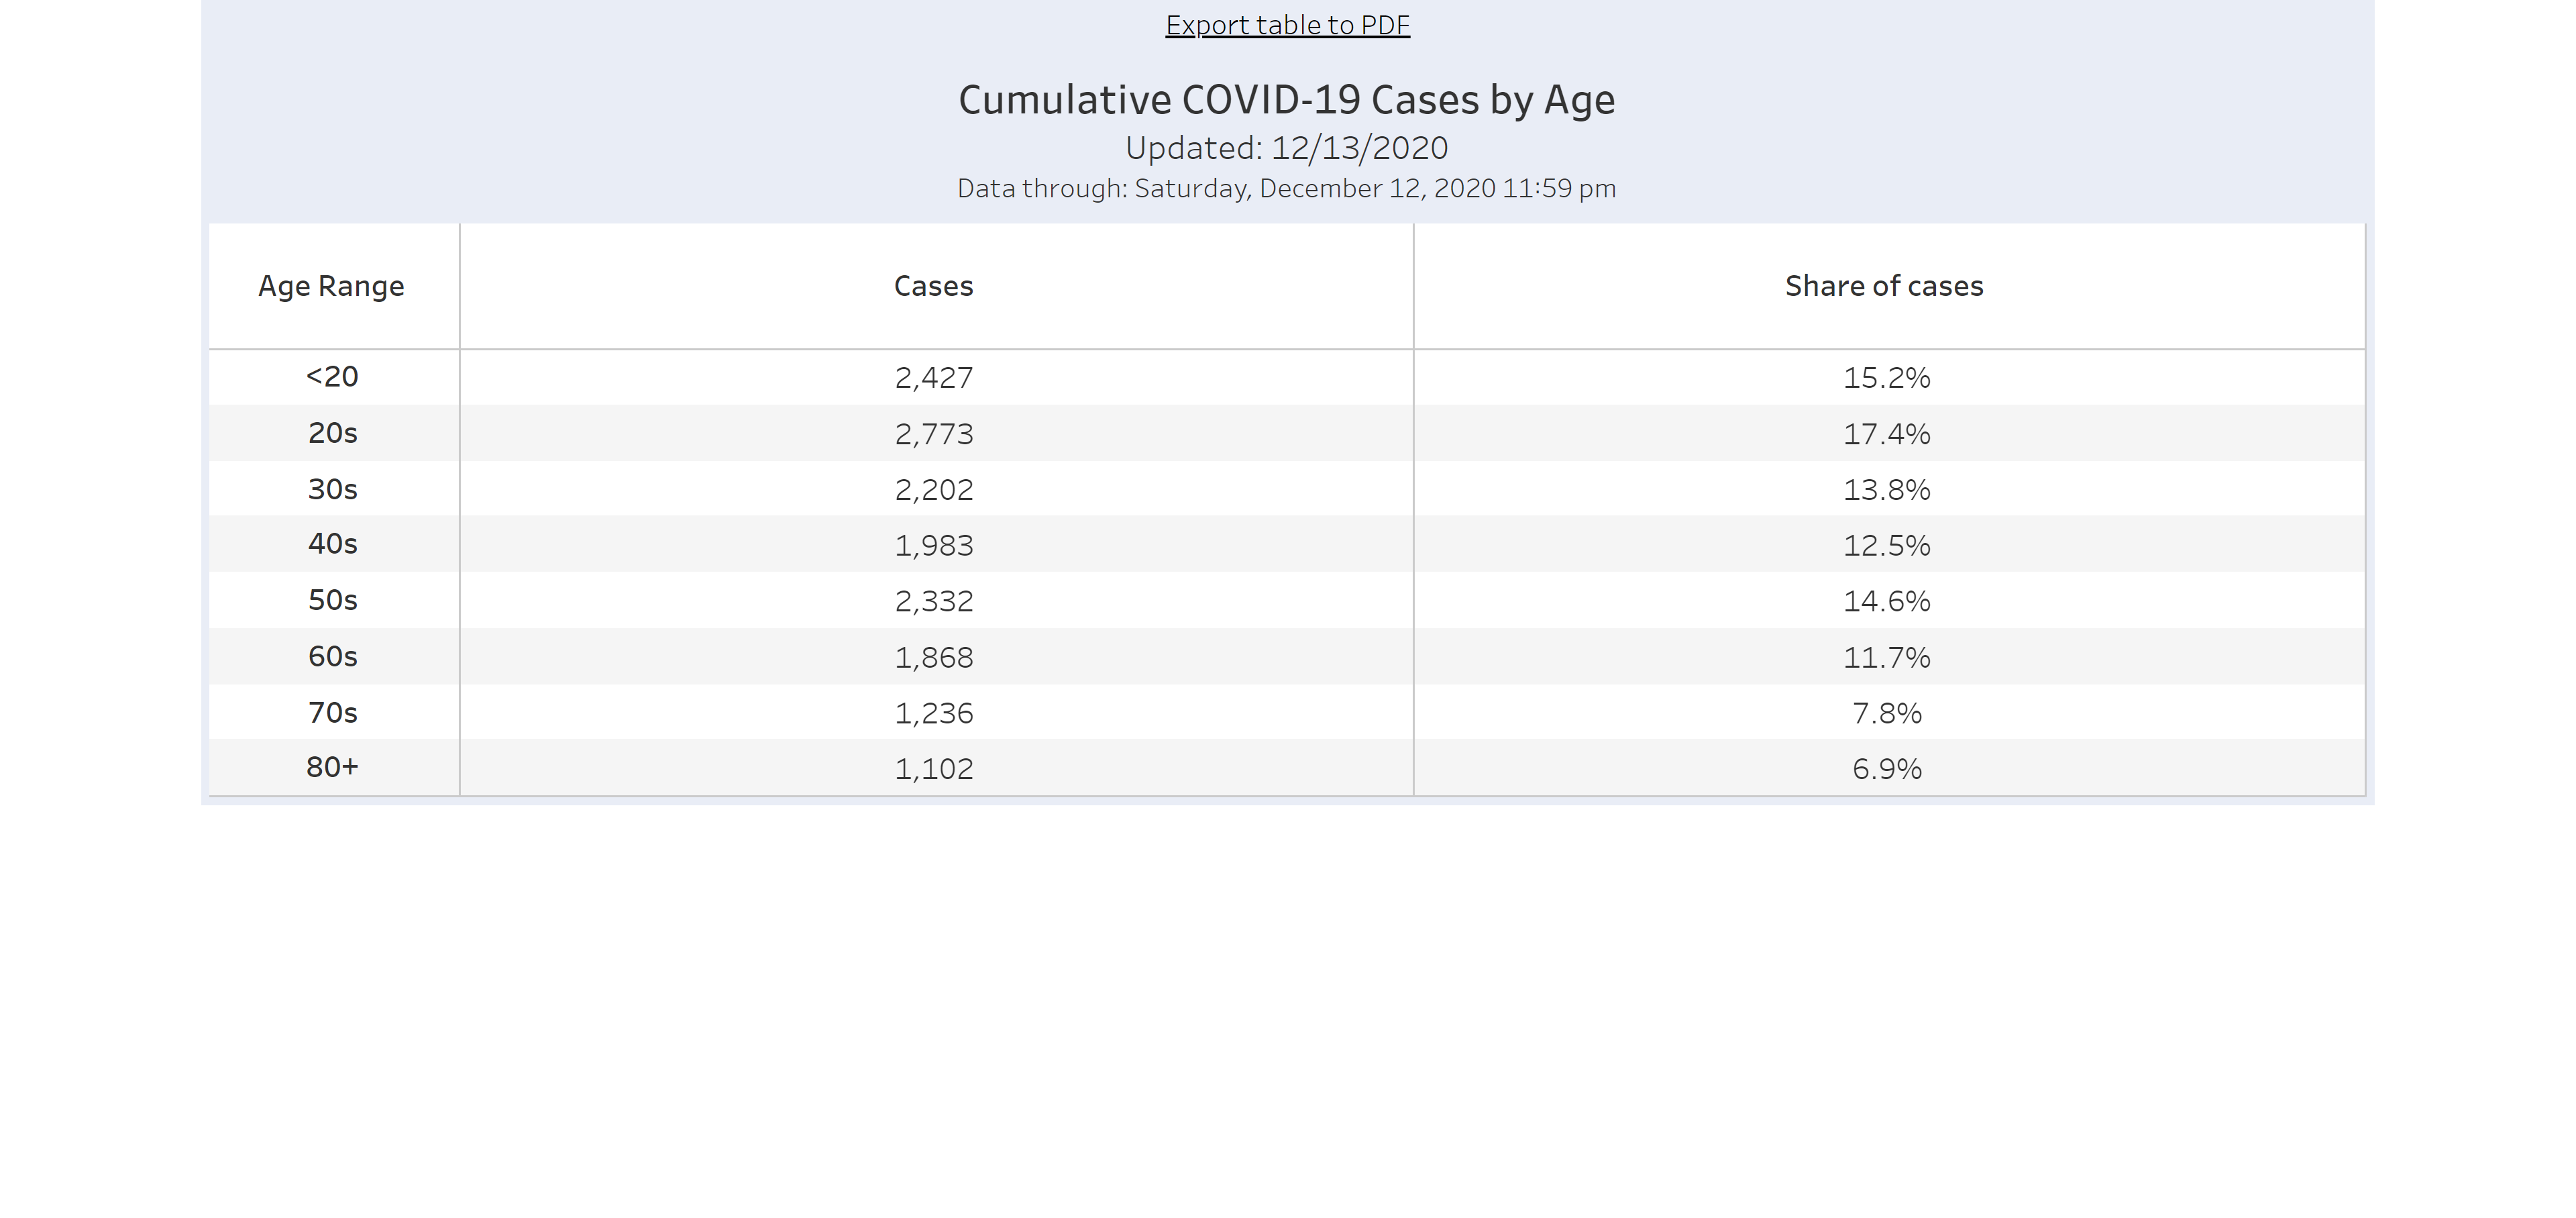 Export table to PDF
Cumulative COVID-19 Cases by Age
Updated: 12/13/2020
Data through: Saturday, December 12, 2020 11:59 pm
Age Range Cases Share of cases
<20 2,427 15.2%
20s 2,773 17.4%
30s 2,202 13.8%
40s 1,983 12.5%
50s 2,332 14.6%
60s 1,868 11.7%
70s 1,236 7.8%
80+ 1,102 6.9%